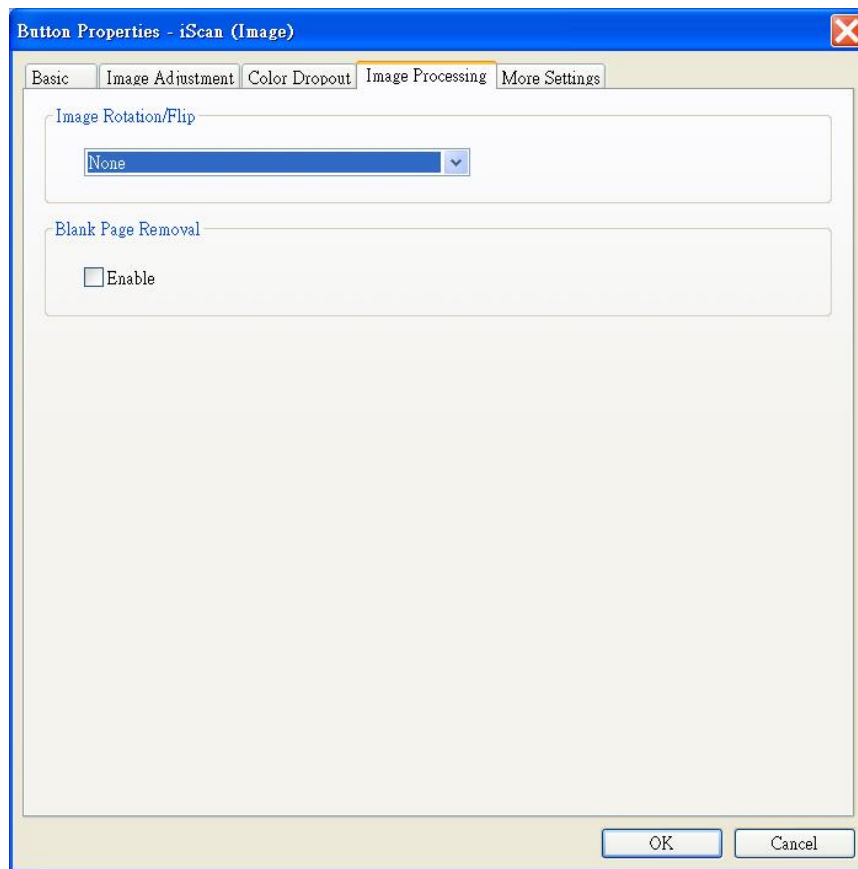 Button Properties - iScan (Image)
Basic Image Adjustment Color Dropout Image Processing More Settings
Image Rotation/Flip
None
Blank Page Removal
Enable
OK Cancel